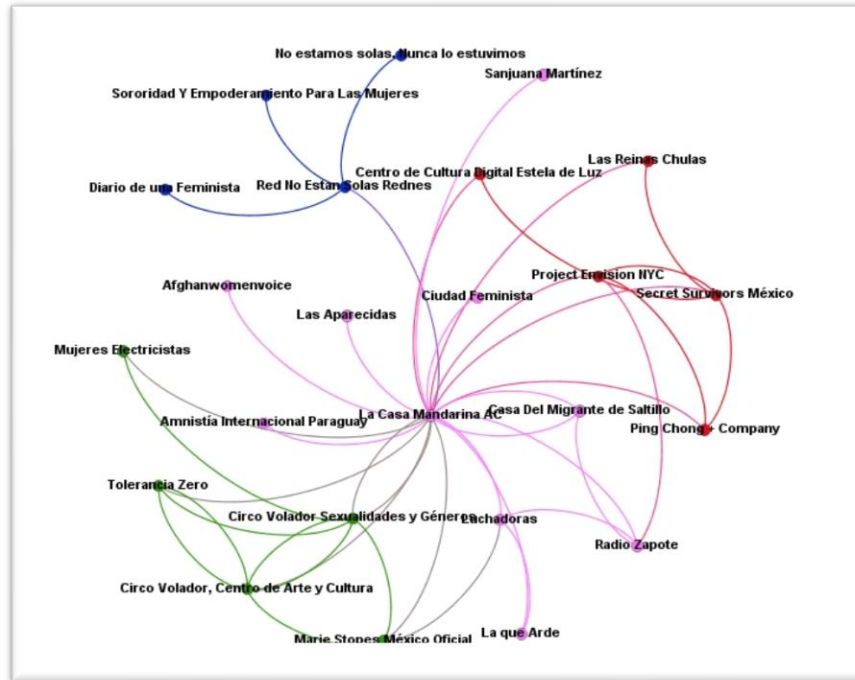 No estamos solas, Nunca lo estuvimos
Sanjuana Martínez
Sororidad Y Empoderamiento Para Las Mujeres
Las Reinas Chulas
Centro de Cultura Digital Estela de Luz
Diario de una Feminista
Red No Estan Solas Rednes
Project Envision NYC
Afghanwomenvoice
Ciudad Feminista
Secret Survivors México
Las Aparecidas
Mujeres Electricistas
La Casa Mandarina AC
Casa Del Migrante de Saltillo
Amnistía Internacional Paraguay
Ping Chong + Company
Tolerancia Zero
Circo Volador Sexualidades y Géneros
Luchadoras
Radio Zapote
Circo Volador, Centro de Arte y Cultura
La que Arde
Marie Stopes México Oficial